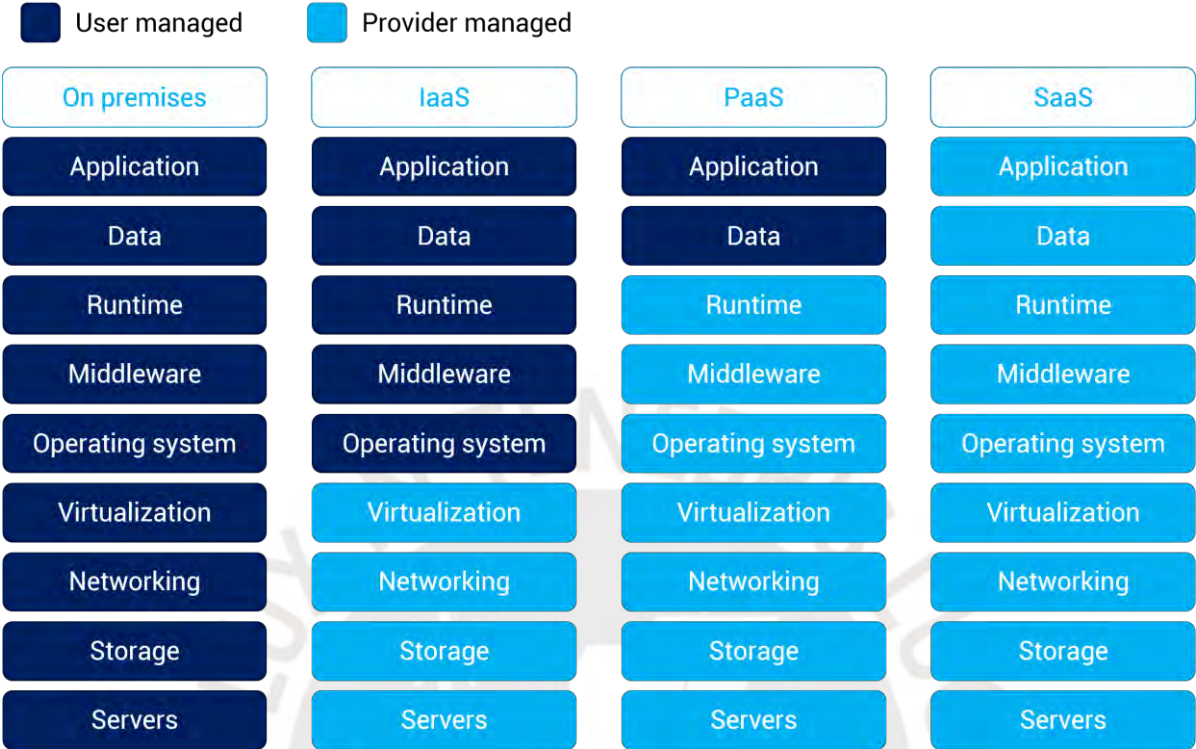 User managed Provider managed
On premises IaaS PaaS SaaS
Application Application Application Application
Data Data Data Data
Runtime Runtime Runtime Runtime
Middleware Middleware Middleware Middleware
Operating system Operating system Operating system Operating system
Virtualization Virtualization Virtualization Virtualization
Networking Networking Networking Networking
Storage Storage Storage Storage
Servers Servers Servers Servers